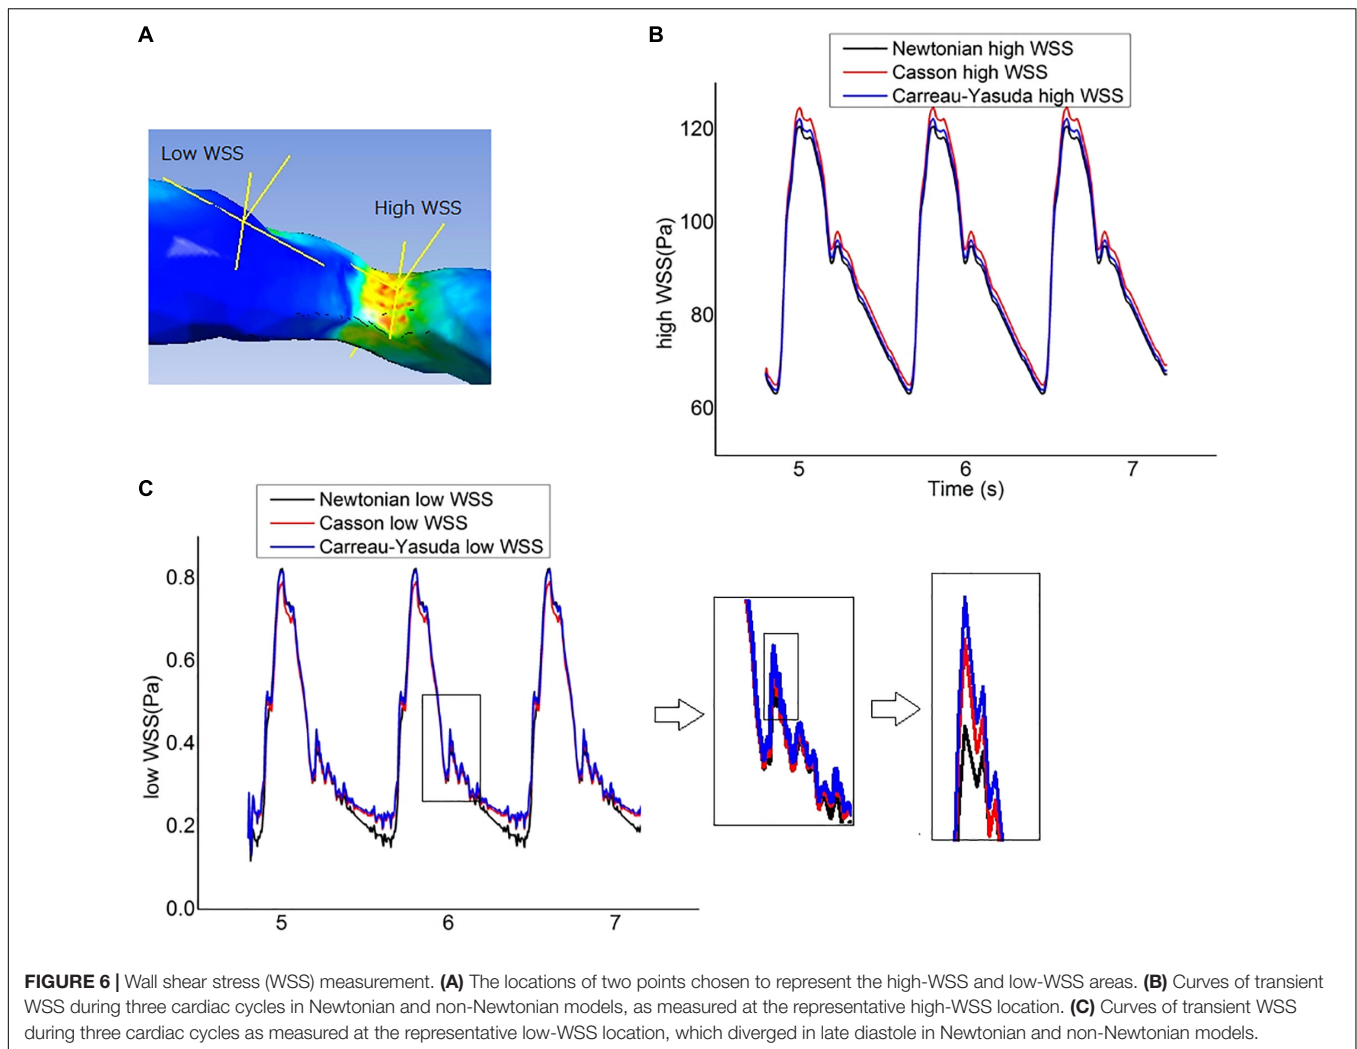 A
Low WSS
High WSS
B
Newtonian high WSS
Casson high WSS
Carreau-Yasuda high WSS
high WSS(Pa)
120
100
80
60
5
6
7
Time (s)
C
Newtonian low WSS
Casson low WSS
Carreau-Yasuda low WSS
low WSS(Pa)
0.8
0.6
0.4
0.2
0.0
5
6
7
FIGURE 6 | Wall shear stress (WSS) measurement. (A) The locations of two points chosen to represent the high-WSS and low-WSS areas. (B) Curves of transient
WSS during three cardiac cycles in Newtonian and non-Newtonian models, as measured at the representative high-WSS location. (C) Curves of transient WSS
during three cardiac cycles as measured at the representative low-WSS location, which diverged in late diastole in Newtonian and non-Newtonian models.